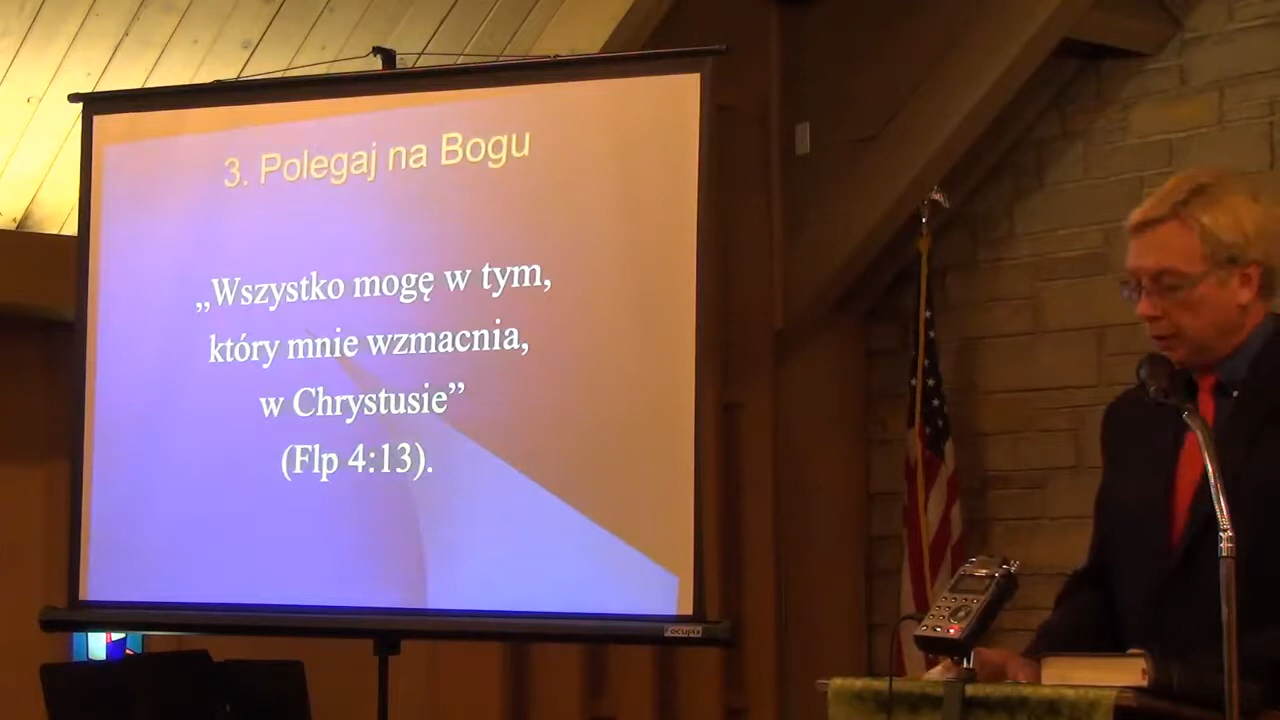 3. Polegaj na Bogu
„Wszystko mogę w tym,
który mnie wzmacnia,
w Chrystusie”
(Flp 4:13).